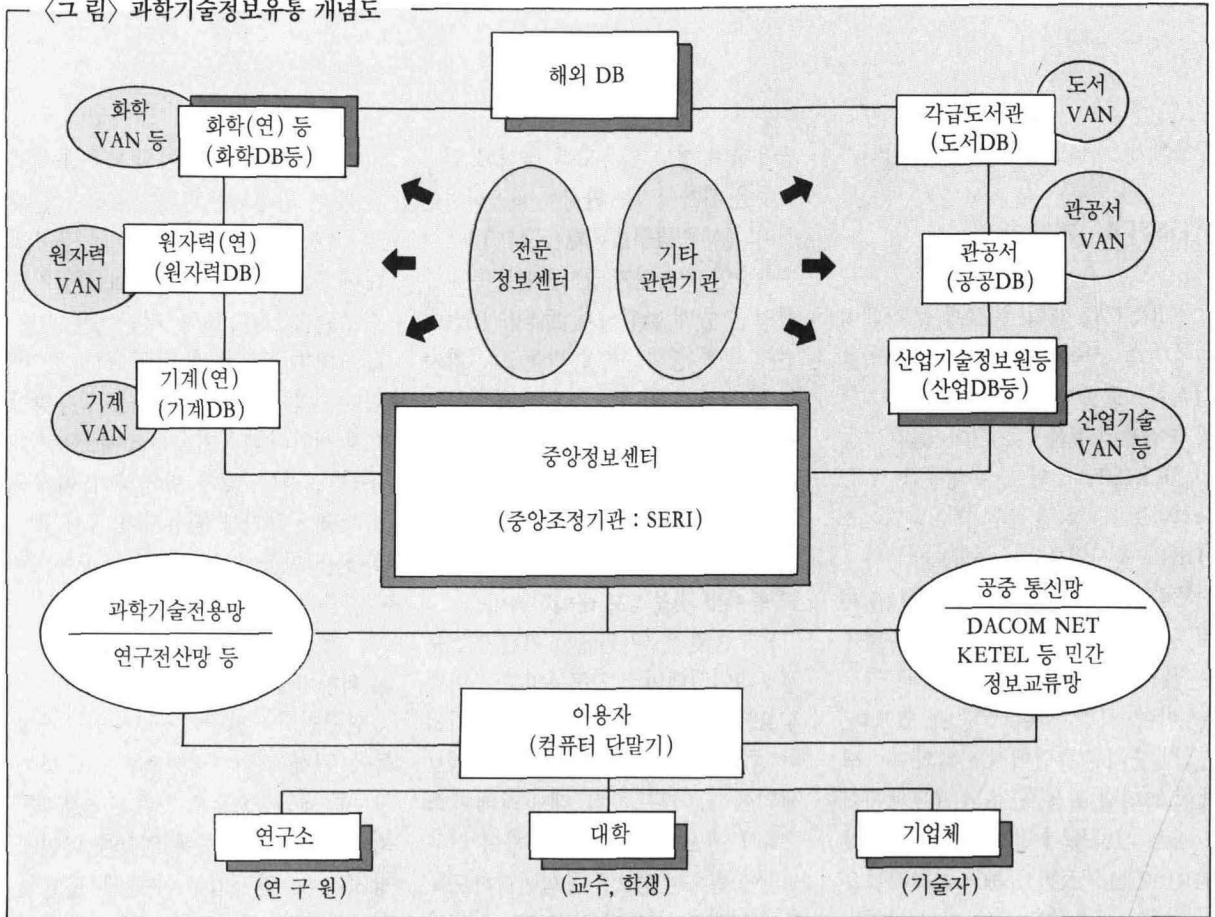 〈그 림〉 과학기술정보유통 개념도
해외 DB
화학
VAN 등
화학(연) 등
(화학DB등)
각급도서관
(도서DB)
도서
VAN
원자력
VAN
원자력(연)
(원자력DB)
전문
정보센터
기타
관련기관
관공서
(공공DB)
관공서
VAN
기계
VAN
기계(연)
(기계DB)
산업기술정보원등
(산업DB등)
산업기술
VAN 등
중앙정보센터
(중앙조정기관 : SERI)
과학기술전용망
연구전산망 등
공중 통신망
DACOM NET
KETEL 등 민간
정보교류망
이용자
(컴퓨터 단말기)
연구소
(연 구 원)
대학
(교수, 학생)
기업체
(기술자)